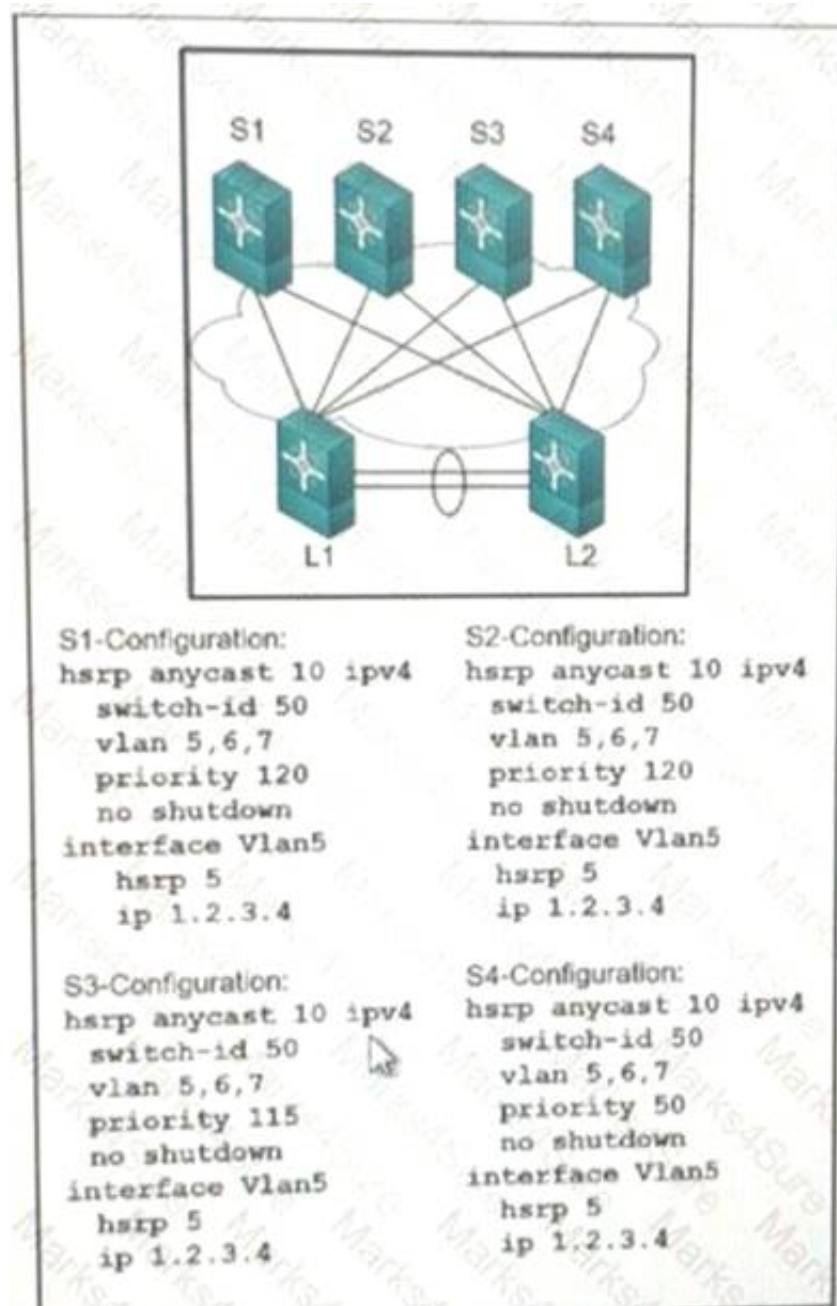 S1 S2 S3 S4
L1 L2
S1-Configuration:
hsrp anycast 10 ipv4
switch-id 50
vlan 5,6,7
priority 120
no shutdown
interface Vlan5
hsrp 5
ip 1.2.3.4
S2-Configuration:
hsrp anycast 10 ipv4
switch-id 50
vlan 5,6,7
priority 120
no shutdown
interface Vlan5
hsrp 5
ip 1.2.3.4
S3-Configuration:
hsrp anycast 10 ipv4
switch-id 50
vlan 5,6,7
priority 115
no shutdown
interface Vlan5
hsrp 5
ip 1.2.3.4
S4-Configuration:
hsrp anycast 10 ipv4
switch-id 50
vlan 5,6,7
priority 50
no shutdown
interface Vlan5
hsrp 5
ip 1.2.3.4
Marks4Sure